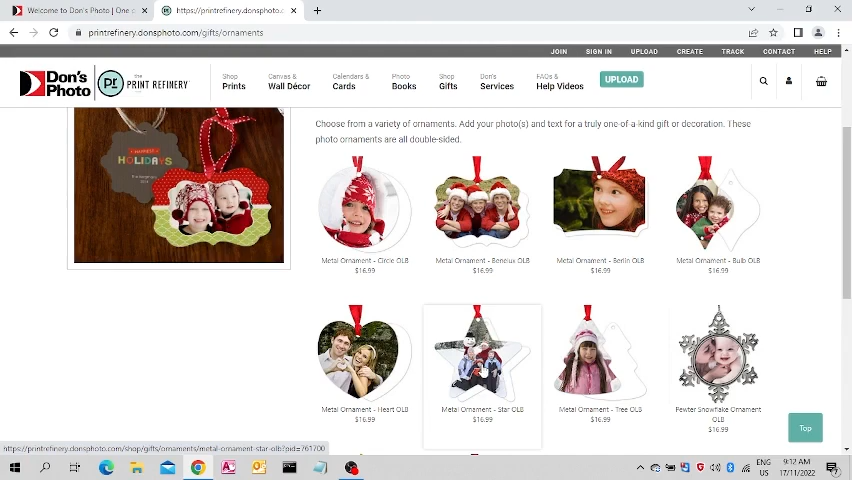 Welcome to Don's Photo | One o
https://printrefinery.donsphoto.c
printrefinery.donsphoto.com/gifts/ornaments
JOIN SIGN IN UPLOAD CREATE TRACK CONTACT HELP
Don's Photo
pr the PRINT REFINERY
Shop Prints
Canvas & Wall Décor
Calendars & Cards
Photo Books
Shop Gifts
Don's Services
FAQs & Help Videos
UPLOAD
HAPPIEST
HOLIDAYS
Choose from a variety of ornaments. Add your photo(s) and text for a truly one-of-a-kind gift or decoration. These
photo ornaments are all double-sided.
Metal Ornament - Circle OLB
$16.99
Metal Ornament - Benelux OLB
$16.99
Metal Ornament - Berlin OLB
$16.99
Metal Ornament - Bulb OLB
$16.99
Metal Ornament - Heart OLB
$16.99
Metal Ornament - Star OLB
$16.99
Metal Ornament - Tree OLB
$16.99
Pewter Snowflake Ornament
OLB
$16.99
Top
https://printrefinery.donsphoto.com/shop/gifts/ornaments/metal-ornament-star-olb?pid=761700
ENG
US
9:12 AM
17/11/2022